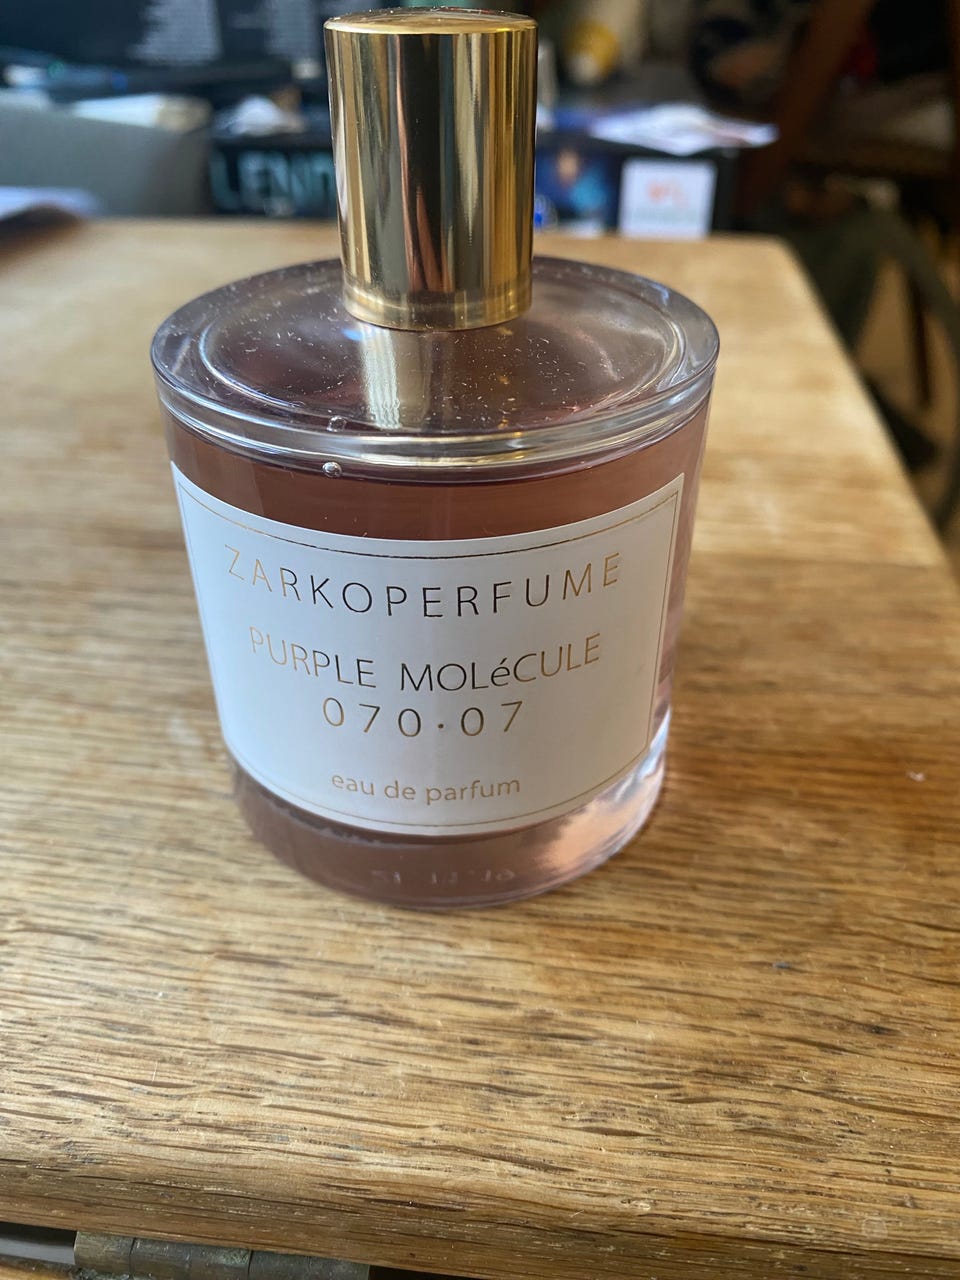 ZARKOPERFUME
PURPLE MOLéCULE
070·07
eau de parfum